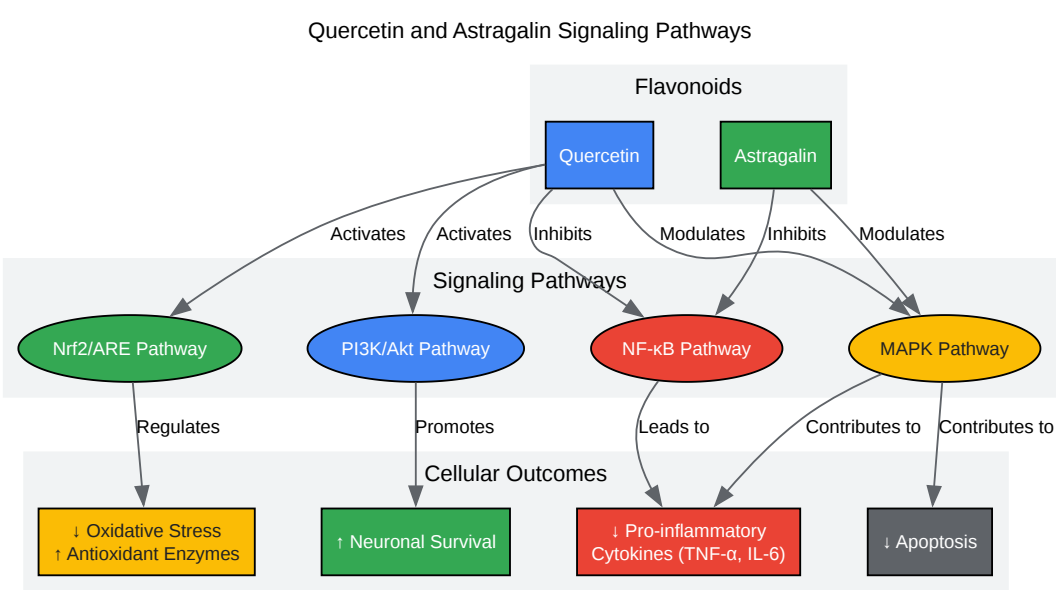 Quercetin and Astragalin Signaling Pathways
Flavonoids
Quercetin
Astragalin
Activates
Activates
Inhibits
Modulates
Inhibits
Modulates
Signaling Pathways
Nrf2/ARE Pathway
PI3K/Akt Pathway
NF-κB Pathway
MAPK Pathway
Regulates
Promotes
Leads to
Contributes to
Contributes to
Cellular Outcomes
↓ Oxidative Stress
↑ Antioxidant Enzymes
↑ Neuronal Survival
↓ Pro-inflammatory
Cytokines (TNF-α, IL-6)
↓ Apoptosis